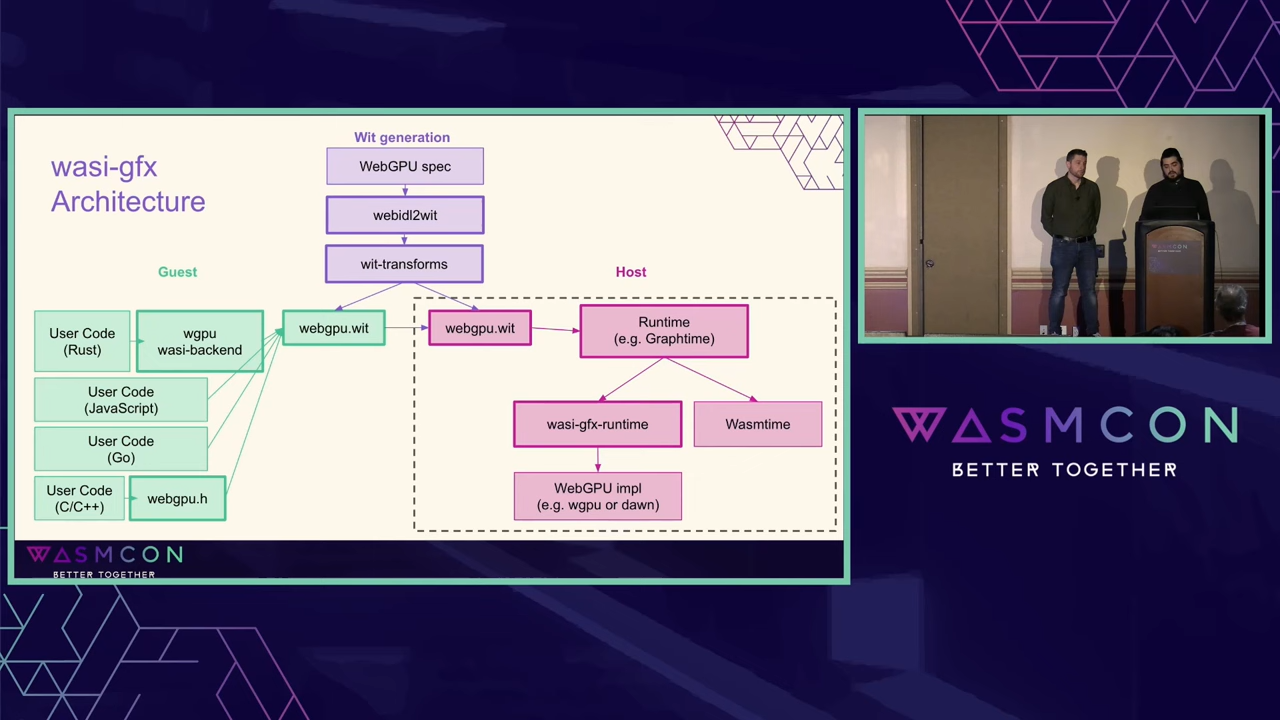 wasi-gfx
Architecture
Wit generation
WebGPU spec
webidl2wit
wit-transforms
Guest
Host
User Code
(Rust)
wgpu
wasi-backend
webgpu.wit
webgpu.wit
Runtime
(e.g. Graphtime)
User Code
(JavaScript)
User Code
(Go)
User Code
(C/C++)
webgpu.h
wasi-gfx-runtime
Wasmtime
WebGPU impl
(e.g. wgpu or dawn)
WASMCON
BETTER TOGETHER
WASMCON
BETTER TOGETHER